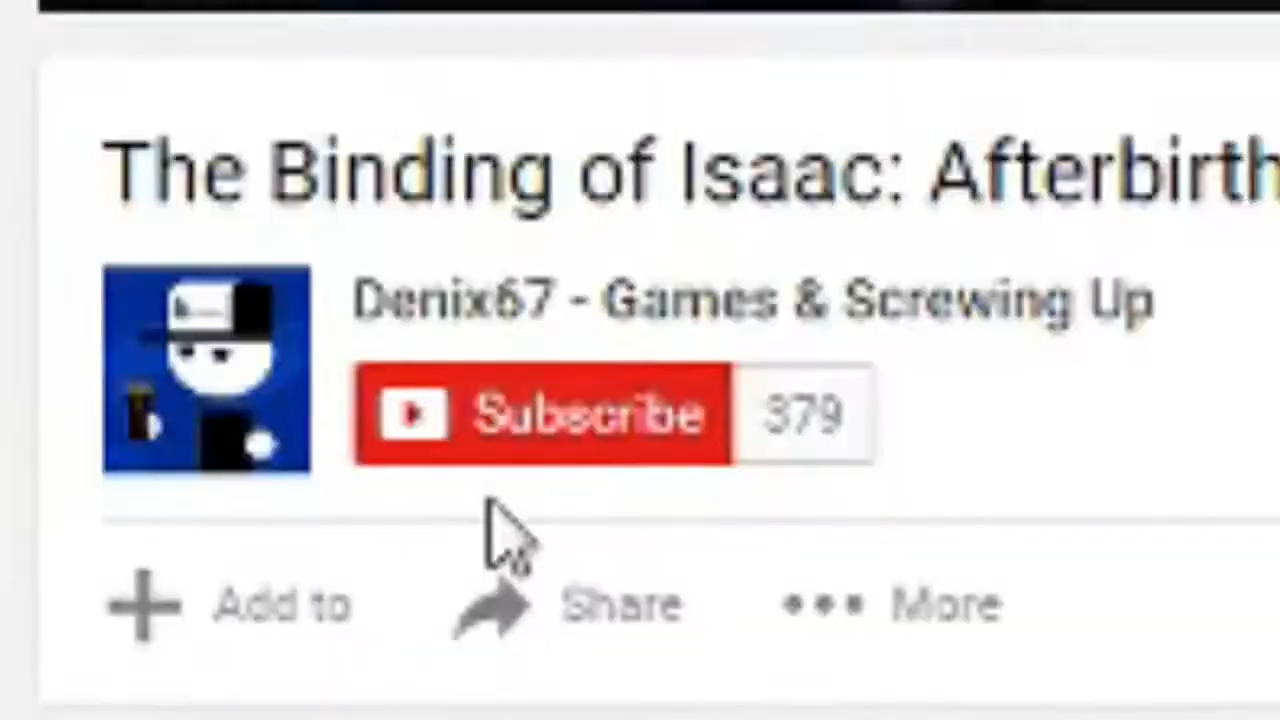 The Binding of Isaac: Afterbirth
Denix67 - Games & Screwing Up
Subscribe 379
Add to Share More